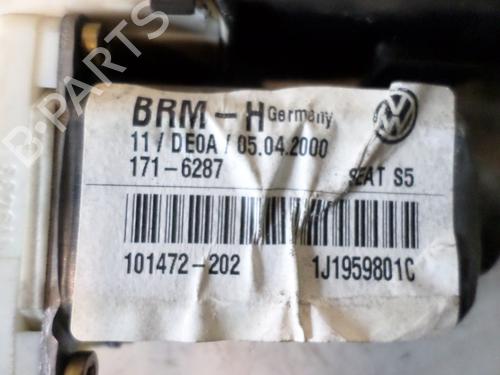 B-PARTS
BRM-H Germany
11/DE0A/05.04.2000
171-6287 SEAT S5
101472-202 1J1959801C